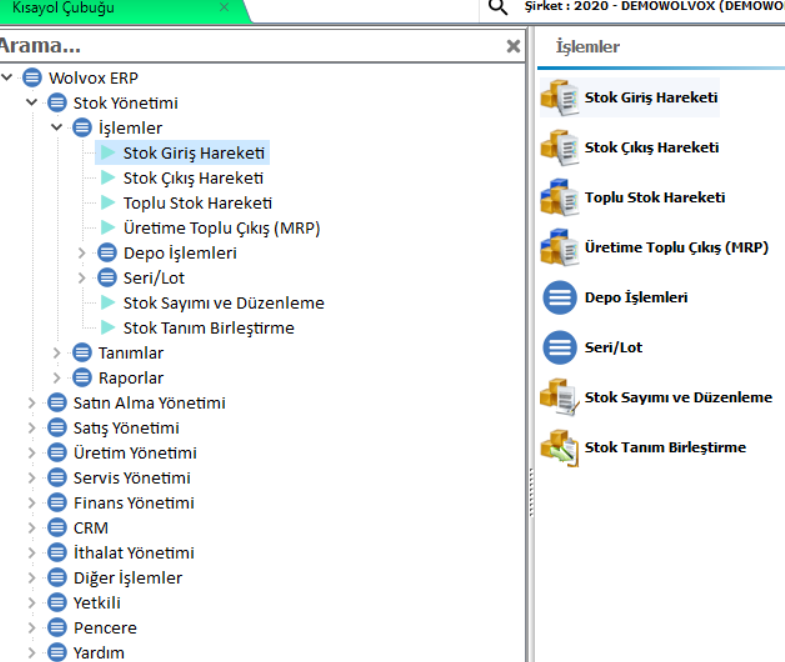 Kısayol Çubuğu
Şirket : 2020 - DEMOWOLVOX
Arama...
Wolvox ERP
Stok Yönetimi
İşlemler
Stok Giriş Hareketi
Stok Çıkış Hareketi
Toplu Stok Hareketi
Üretime Toplu Çıkış (MRP)
Depo İşlemleri
Seri/Lot
Stok Sayımı ve Düzenleme
Stok Tanım Birleştirme
Tanımlar
Raporlar
Satın Alma Yönetimi
Satış Yönetimi
Üretim Yönetimi
Servis Yönetimi
Finans Yönetimi
CRM
İthalat Yönetimi
Diğer İşlemler
Yetkili
Pencere
Yardım
İşlemler
Stok Giriş Hareketi
Stok Çıkış Hareketi
Toplu Stok Hareketi
Üretime Toplu Çıkış (MRP)
Depo İşlemleri
Seri/Lot
Stok Sayımı ve Düzenleme
Stok Tanım Birleştirme